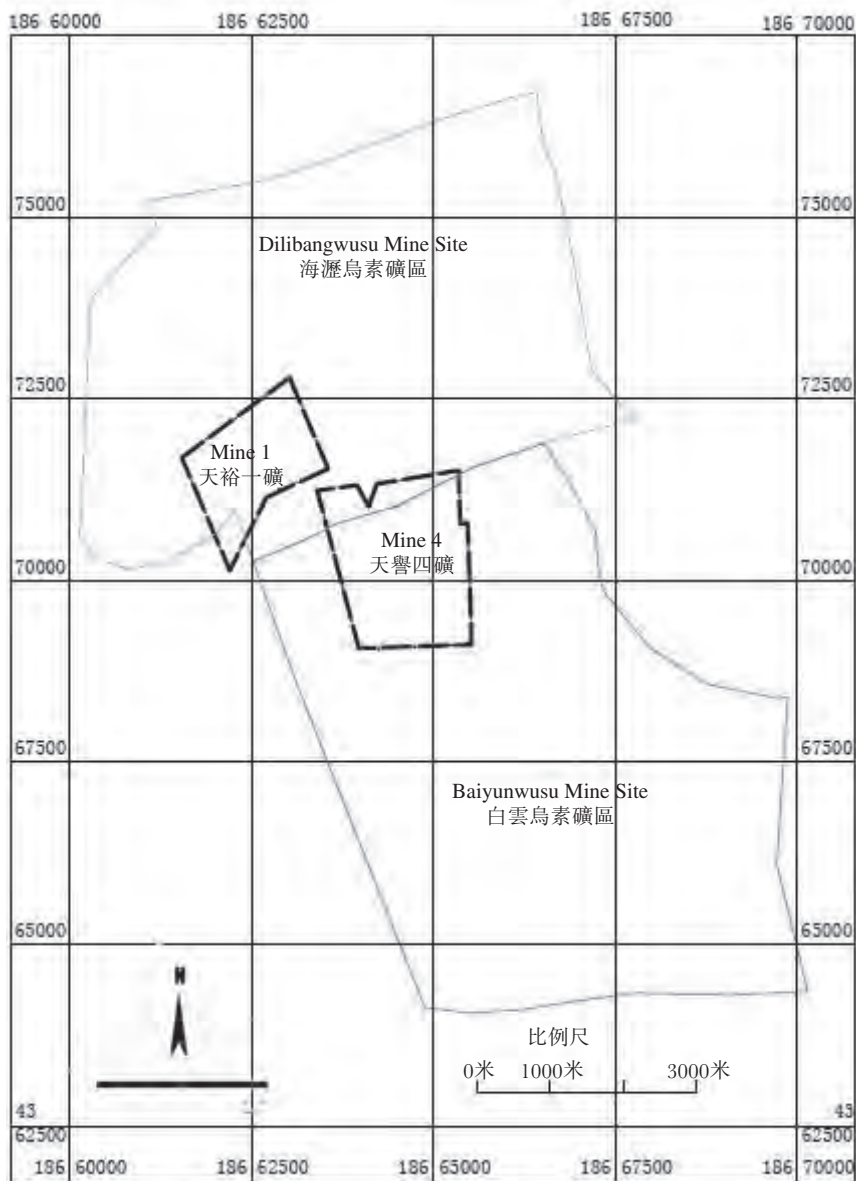 186 60000 186 62500 186 67500 186 70000
75000 75000
Dilibangwusu Mine Site
海瀝烏素礦區
72500 72500
Mine 1
天裕一礦
Mine 4
天譽四礦
70000 70000
67500 67500
Baiyunwusu Mine Site
白雲烏素礦區
65000 65000
N
比例尺
0米 1000米 3000米
43 43
62500 62500
186 60000 186 62500 186 65000 186 67500 186 70000